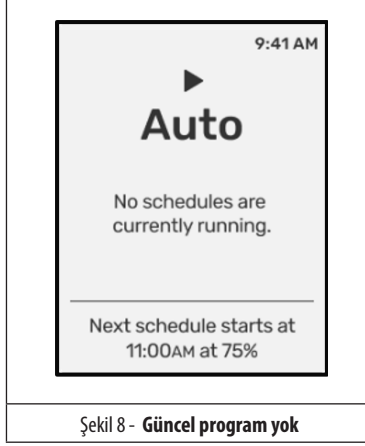 9:41 AM
Auto
No schedules are
currently running.
Next schedule starts at
11:00AM at 75%
Şekil 8 - Güncel program yok